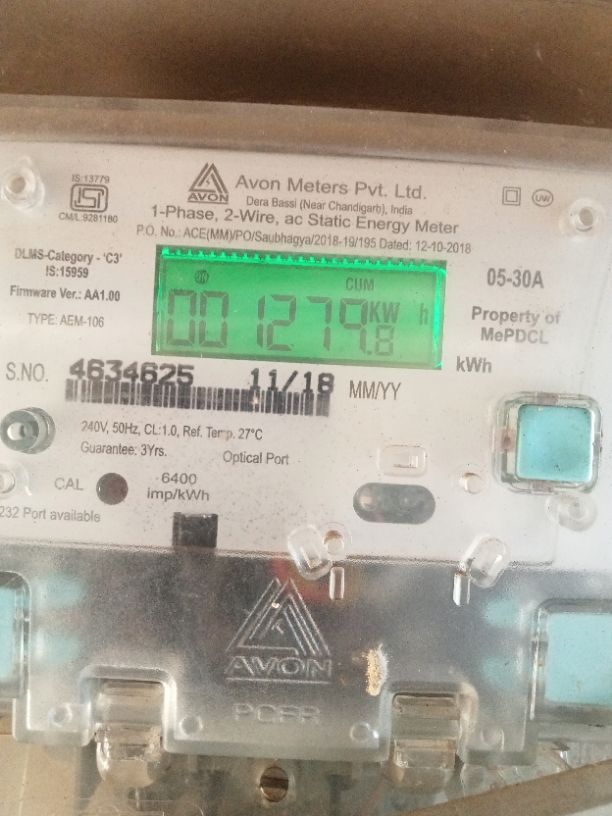 IS:13779
ISI
CM/L.9281180
AVON
Avon Meters Pvt. Ltd.
Dera Bassi (Near Chandigarh), India
UW
1-Phase, 2-Wire, ac Static Energy Meter
P.O. No.: ACE(MM)/PO/Saubhagya/2018-19/195 Dated: 12-10-2018
DLMS-Category - 'C3'
IS:15959
Firmware Ver.: AA1.00
TYPE: AEM-106
CUM
001279.8 KWh
05-30A
Property of
MePDCL
kWh
S.NO. 4634625 11/18 MM/YY
240V, 50Hz, CL:1.0, Ref. Temp. 27°C
Guarantee: 3Yrs.
Optical Port
CAL
6400
imp/kWh
232 Port available
AVON